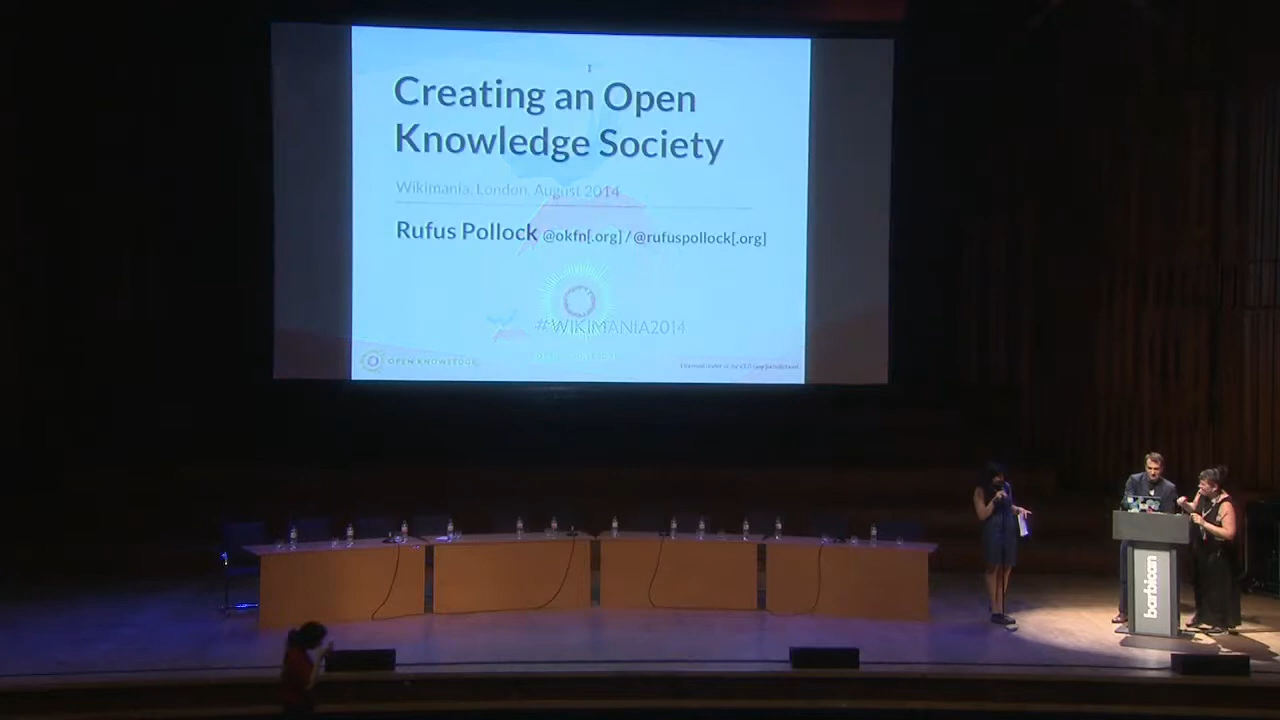 Creating an Open
Knowledge Society
Wikimania, London, August 2014
Rufus Pollock @okfn[.org] / @rufuspollock[.org]
#WIKIMANIA2014
OPEN KNOWLEDGE
barbican